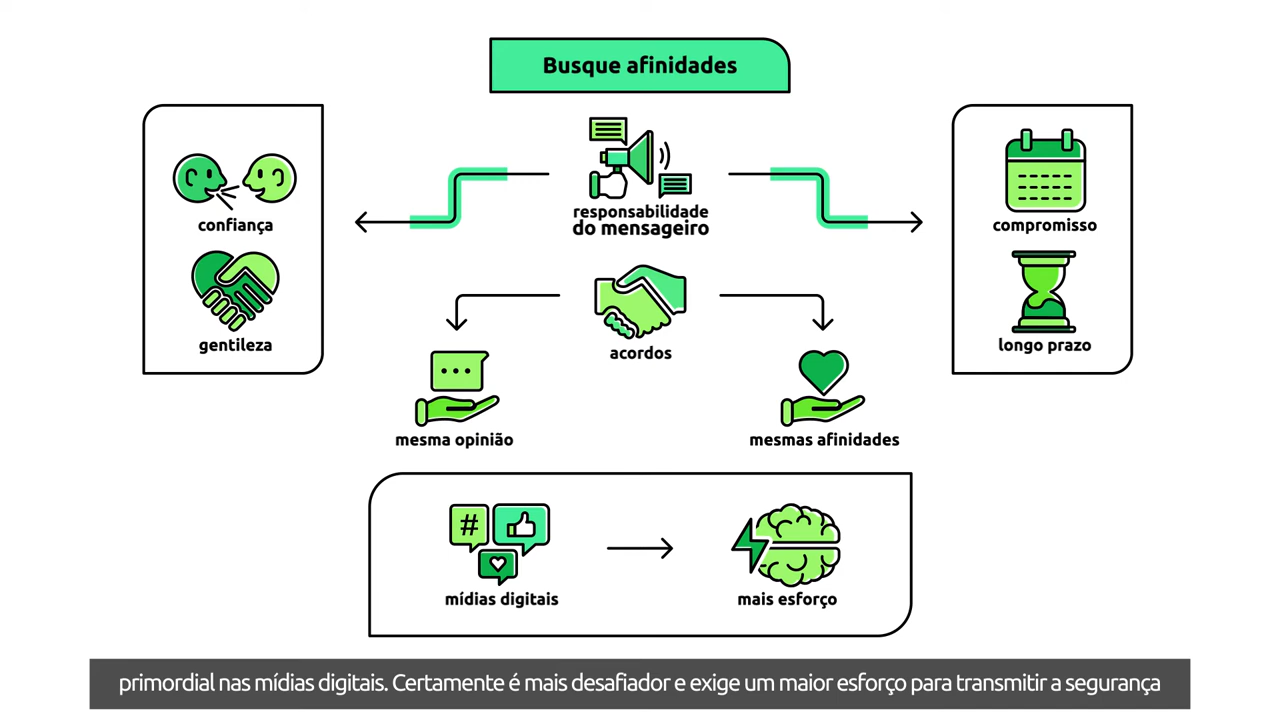 Busque afinidades
confiança
gentileza
responsabilidade
do mensageiro
compromisso
longo prazo
acordos
mesma opinião
mesmas afinidades
#
mídias digitais
mais esforço
primordial nas mídias digitais. Certamente é mais desafiador e exige um maior esforço para transmitir a segurança